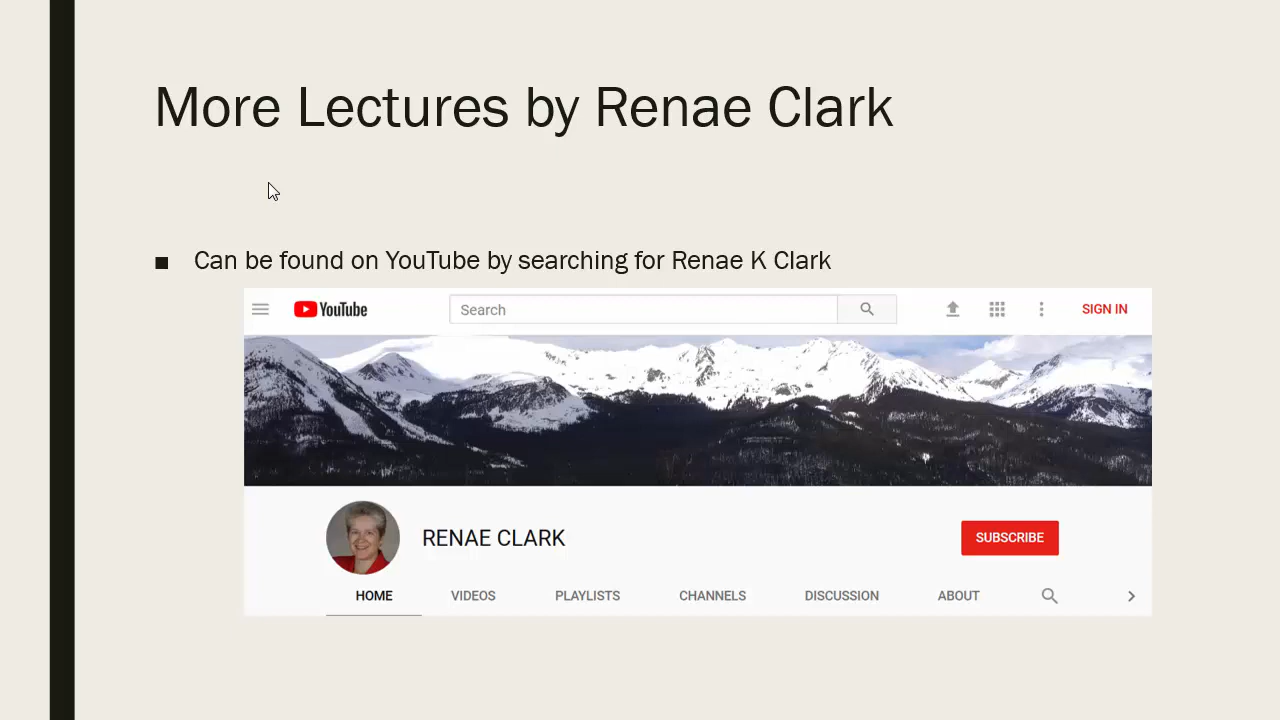 More Lectures by Renae Clark
Can be found on YouTube by searching for Renae K Clark
YouTube Search SIGN IN
RENAE CLARK SUBSCRIBE
HOME VIDEOS PLAYLISTS CHANNELS DISCUSSION ABOUT